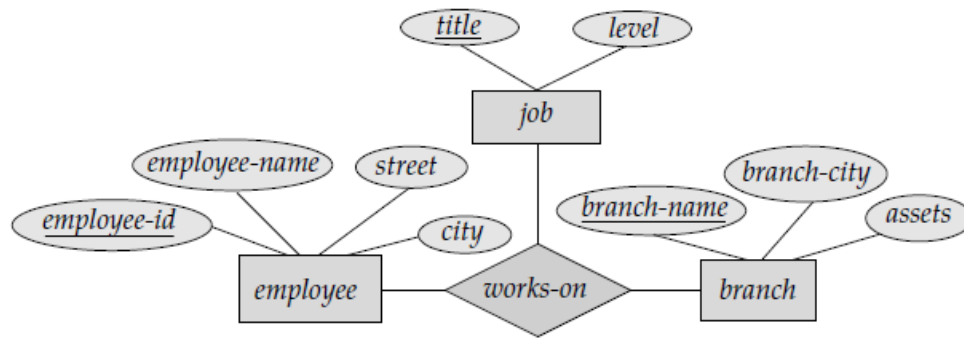 title
level
job
employee-name
street
branch-city
employee-id
branch-name
assets
city
employee
works-on
branch